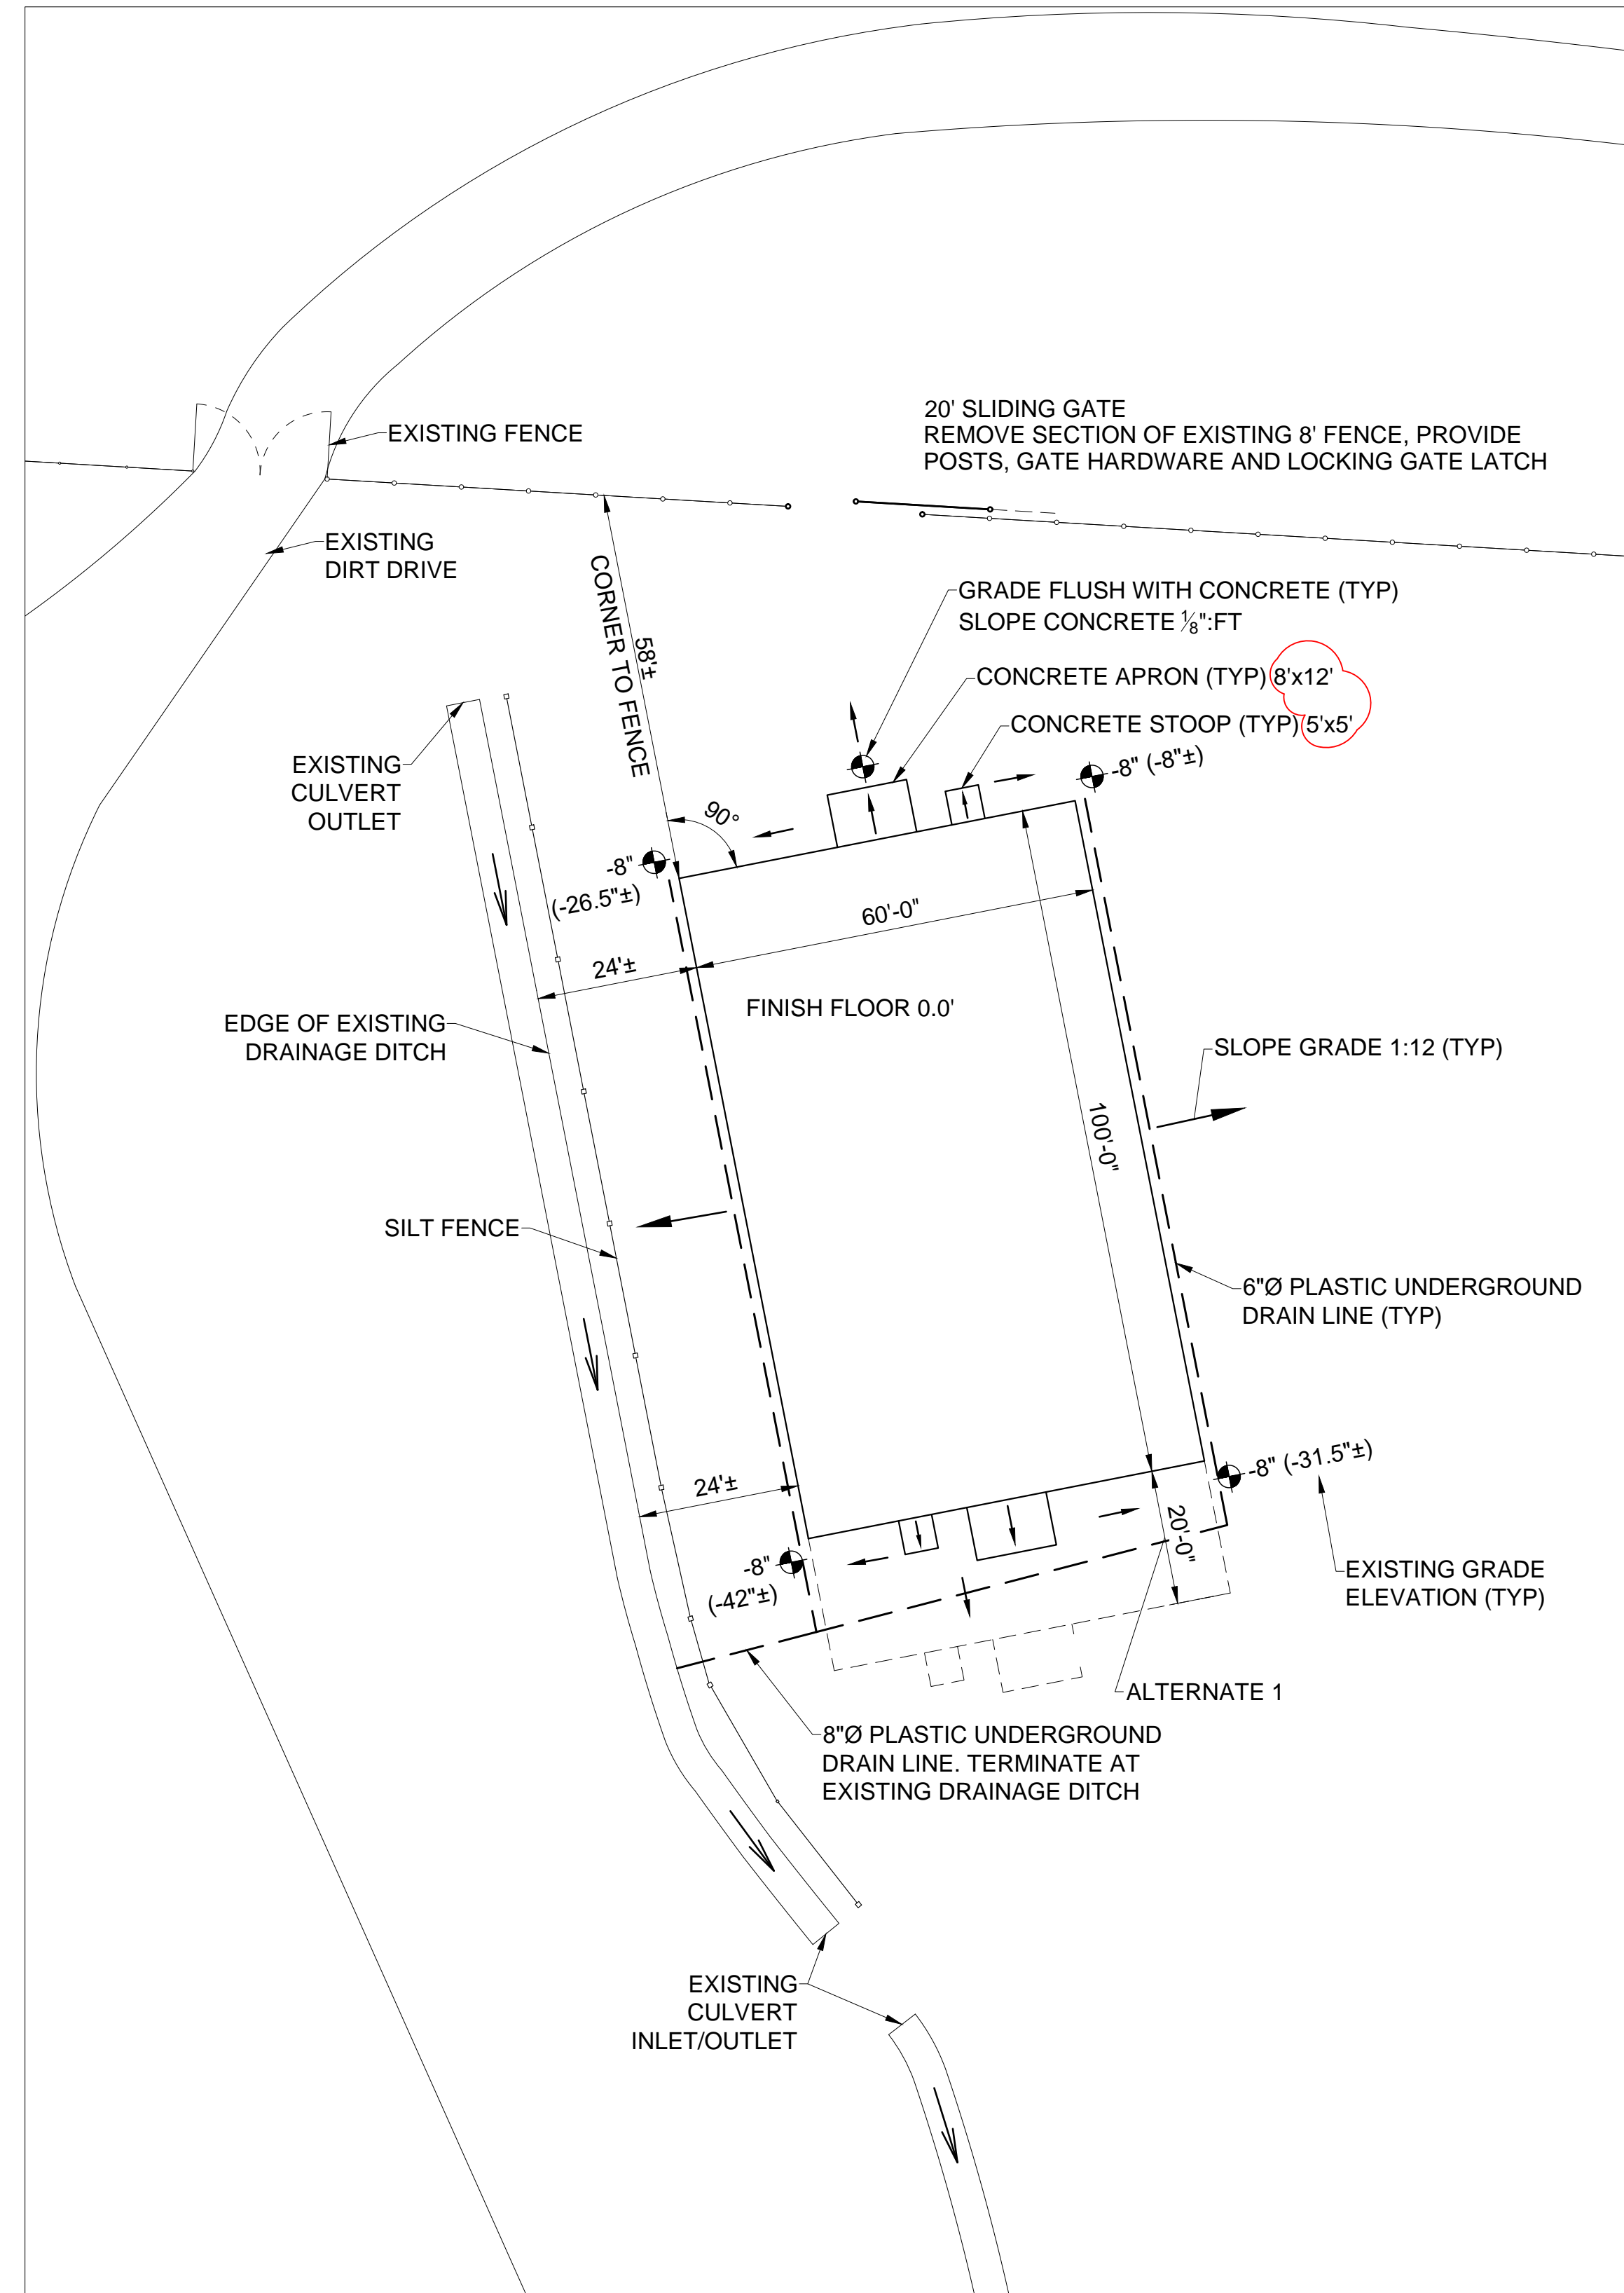 20' SLIDING GATE
REMOVE SECTION OF EXISTING 8' FENCE, PROVIDE
POSTS, GATE HARDWARE AND LOCKING GATE LATCH
EXISTING FENCE
EXISTING
DIRT DRIVE
58'±
CORNER TO FENCE
GRADE FLUSH WITH CONCRETE (TYP)
SLOPE CONCRETE ⅛":FT
CONCRETE APRON (TYP) 8'x12'
CONCRETE STOOP (TYP) 5'x5'
EXISTING
CULVERT
OUTLET
-8" (-8"±)
90°
-8"
(-26.5"±)
60'-0"
24'±
FINISH FLOOR 0.0'
EDGE OF EXISTING
DRAINAGE DITCH
SLOPE GRADE 1:12 (TYP)
100'-0"
SILT FENCE
6"Ø PLASTIC UNDERGROUND
DRAIN LINE (TYP)
24'±
-8" (-31.5"±)
20'-0"
-8"
(-42"±)
EXISTING GRADE
ELEVATION (TYP)
ALTERNATE 1
8"Ø PLASTIC UNDERGROUND
DRAIN LINE. TERMINATE AT
EXISTING DRAINAGE DITCH
EXISTING
CULVERT
INLET/OUTLET